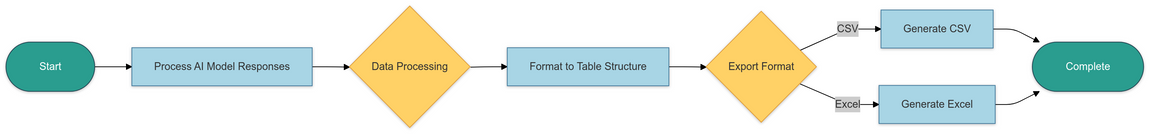 Start
Process AI Model Responses
Data Processing
Format to Table Structure
Export Format
CSV
Generate CSV
Excel
Generate Excel
Complete